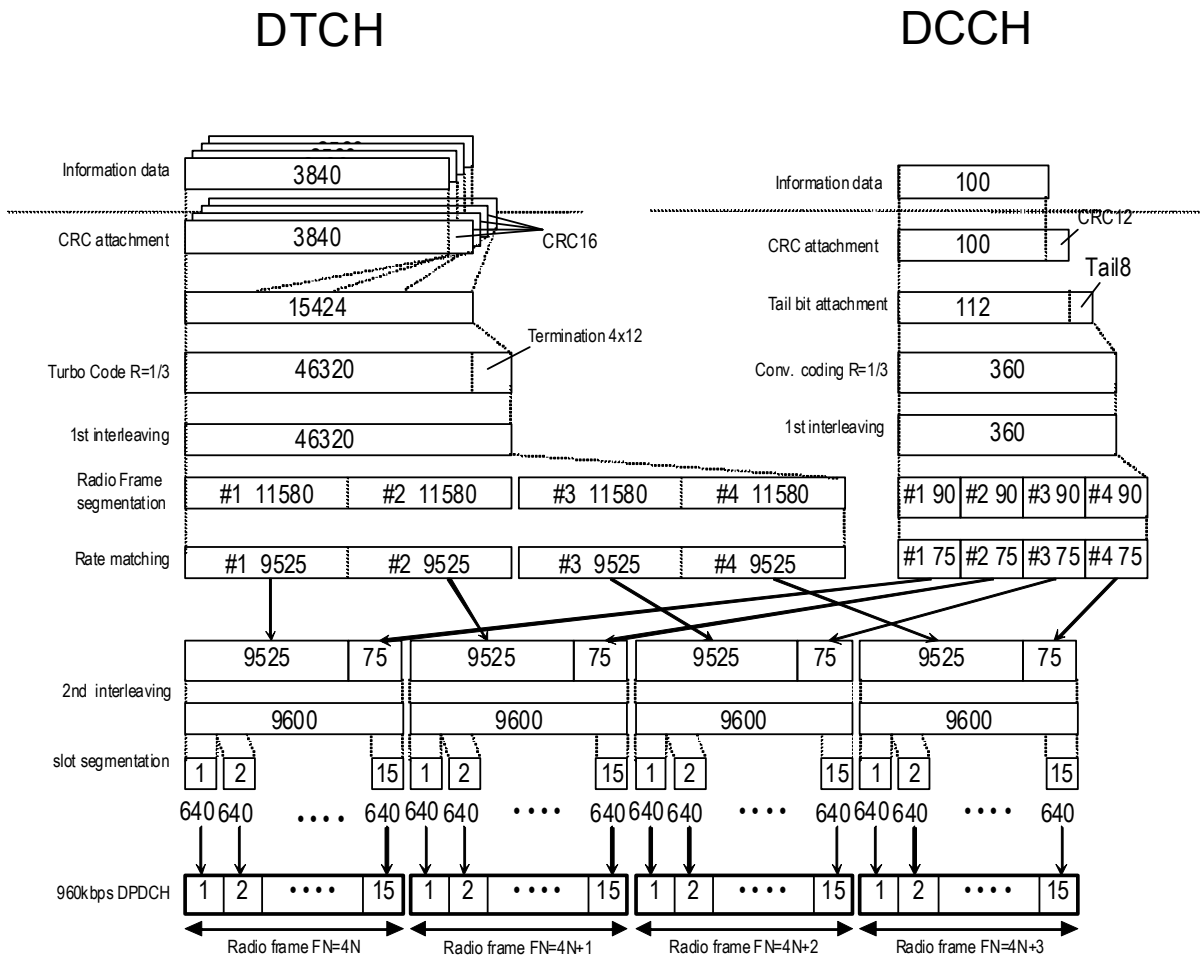 DTCH DCCH
Information data 3840 Information data 100
CRC attachment 3840 CRC16 CRC attachment 100 CRC12
15424 Tail bit attachment 112 Tail8
Turbo Code R=1/3 46320 Termination 4x12 Conv. coding R=1/3 360
1st interleaving 46320 1st interleaving 360
Radio Frame
segmentation #1 11580 #2 11580 #3 11580 #4 11580 #1 90 #2 90 #3 90 #4 90
Rate matching #1 9525 #2 9525 #3 9525 #4 9525 #1 75 #2 75 #3 75 #4 75
9525 75 9525 75 9525 75 9525 75
2nd interleaving
9600 9600 9600 9600
slot segmentation 1 2 15 1 2 15 1 2 15 1 2 15
640 640 •••• 640 640 640 •••• 640 640 640 •••• 640 640 640 •••• 640
960kbps DPDCH 1 2 •••• 15 1 2 •••• 15 1 2 •••• 15 1 2 •••• 15
Radio frame FN=4N Radio frame FN=4N+1 Radio frame FN=4N+2 Radio frame FN=4N+3